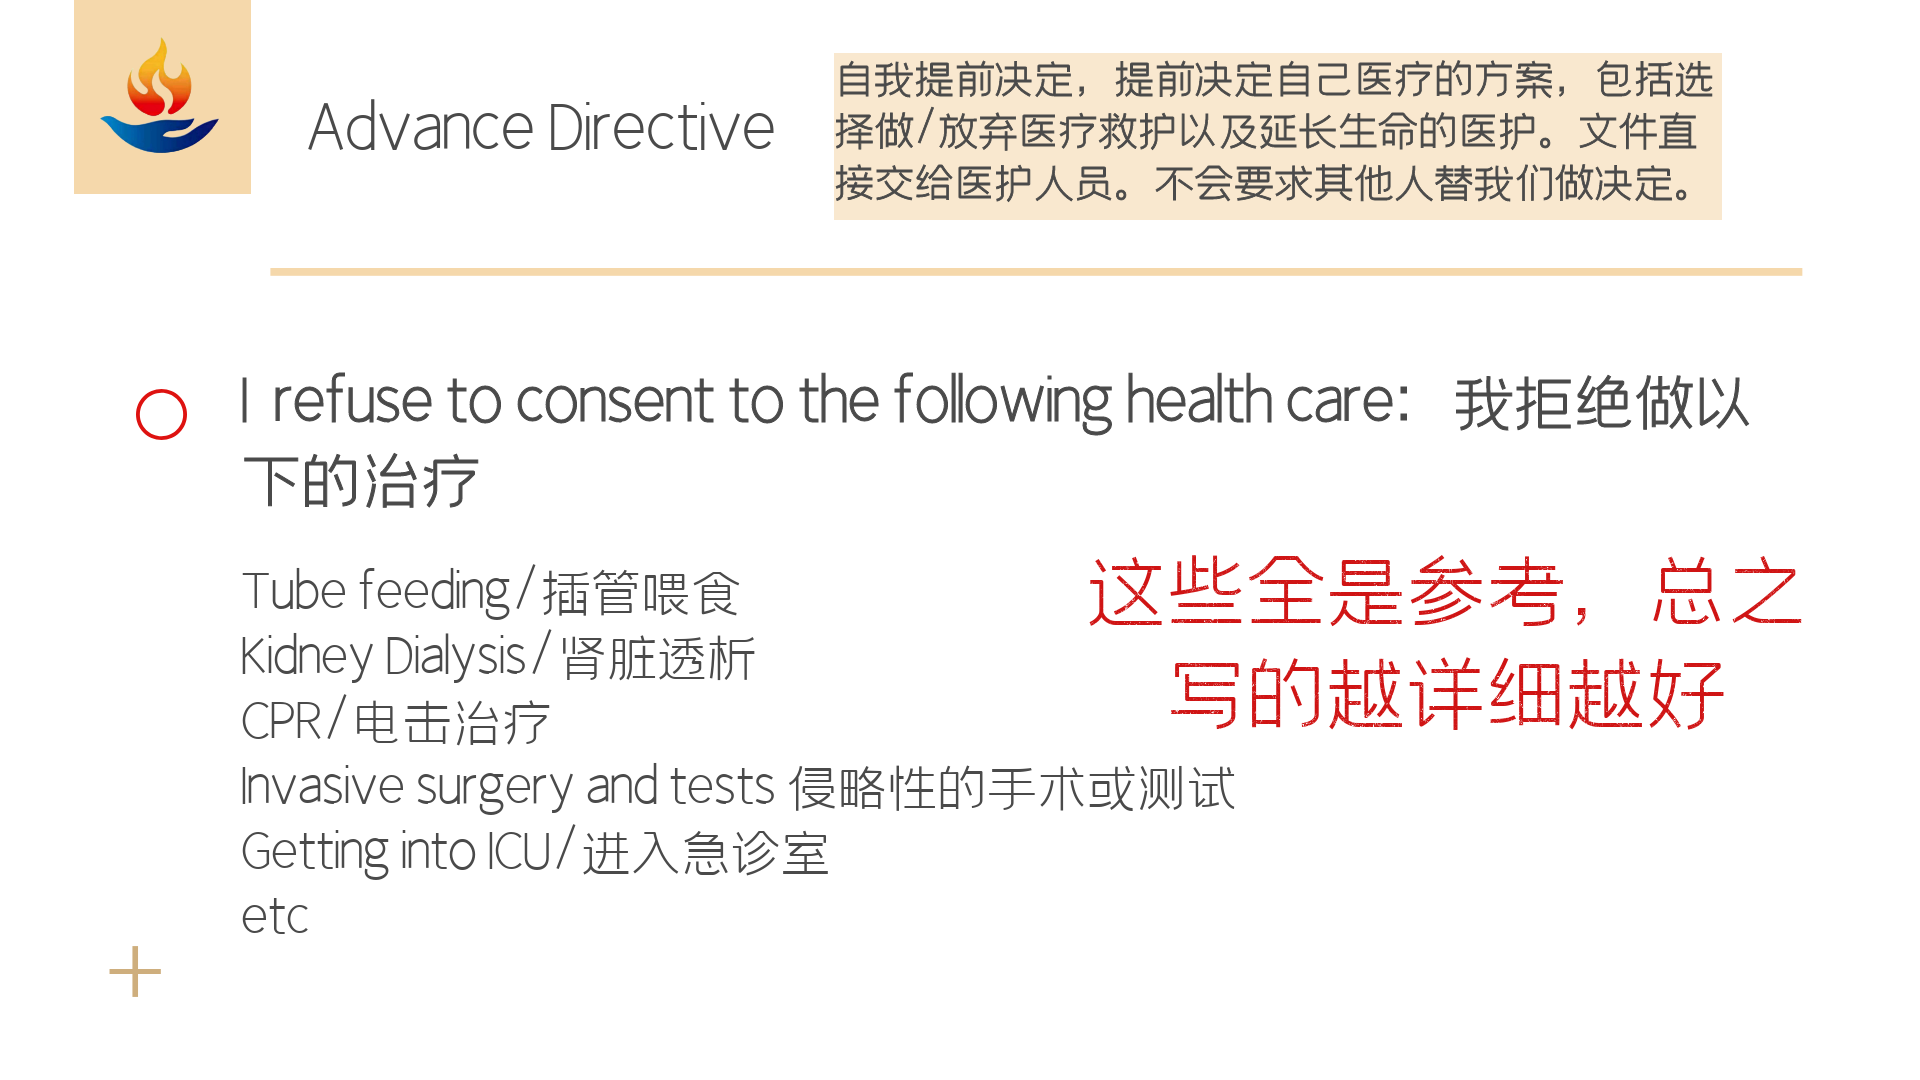 Advance Directive
自我提前决定，提前决定自己医疗的方案，包括选
择做/放弃医疗救护以及延长生命的医护。文件直
接交给医护人员。不会要求其他人替我们做决定。
I refuse to consent to the following health care： 我拒绝做以
下的治疗
Tube feeding/插管喂食
Kidney Dialysis/肾脏透析
CPR/电击治疗
Invasive surgery and tests 侵略性的手术或测试
Getting into ICU/进入急诊室
etc
这些全是参考，总之
写的越详细越好